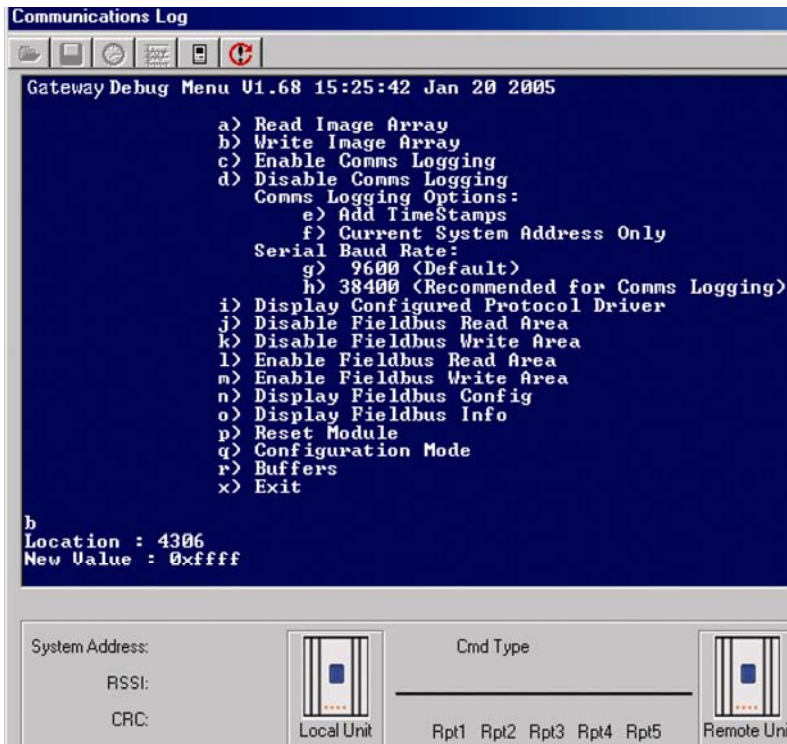 Communications Log
Gateway Debug Menu V1.68 15:25:42 Jan 20 2005
a) Read Image Array
b) Write Image Array
c) Enable Comms Logging
d) Disable Comms Logging
Comms Logging Options:
e) Add TimeStamps
f) Current System Address Only
Serial Baud Rate:
g) 9600 (Default)
h) 38400 (Recommended for Comms Logging)
i) Display Configured Protocol Driver
j) Disable Fieldbus Read Area
k) Disable Fieldbus Write Area
l) Enable Fieldbus Read Area
m) Enable Fieldbus Write Area
n) Display Fieldbus Config
o) Display Fieldbus Info
p) Reset Module
q) Configuration Mode
r) Buffers
x) Exit
b
Location : 4306
New Value : 0xffff
System Address:
Cmd Type
RSSI:
CRC:
Local Unit
Rpt1 Rpt2 Rpt3 Rpt4 Rpt5
Remote Uni